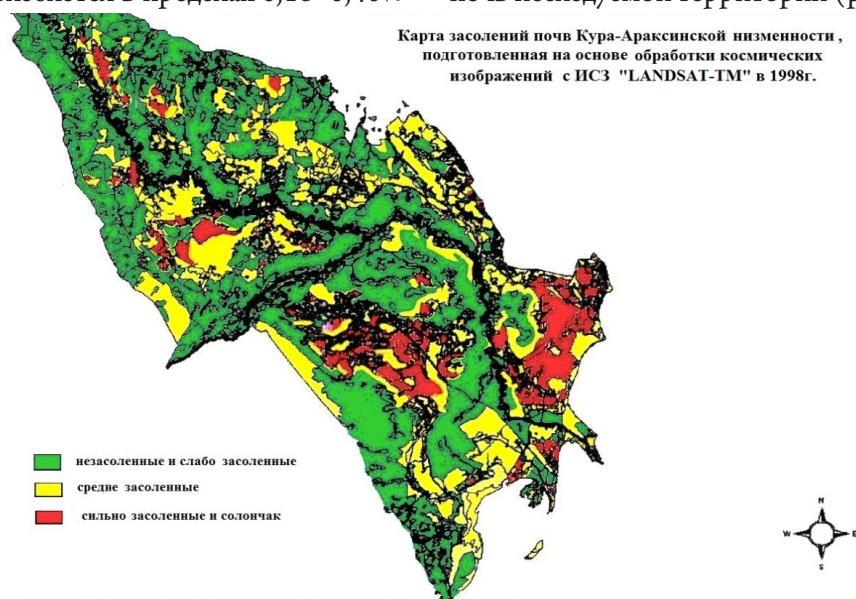 Карта засолений почв Кура-Араксинской низменности ,
подготовленная на основе обработки космических
изображений с ИСЗ "LANDSAT-TM" в 1998г.
незасоленные и слабо засоленные
средне засоленные
сильно засоленные и солончак
N
W E
S